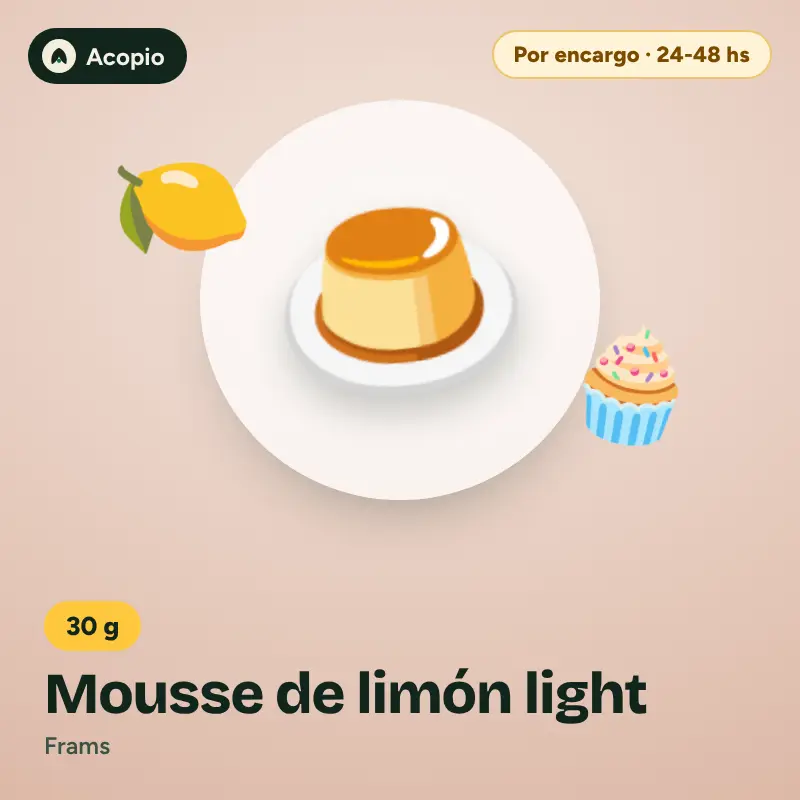 Acopio
Por encargo · 24-48 hs
30 g
Mousse de limón light
Frams